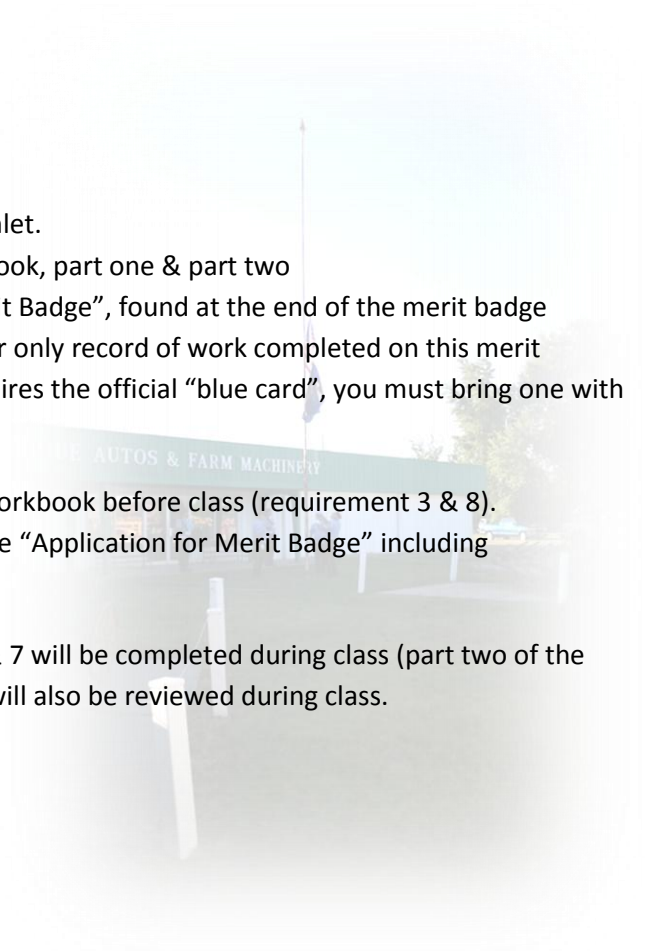 let.
ook, part one & part two
t Badge”, found at the end of the merit badge
r only record of work completed on this merit
ires the official “blue card”, you must bring one with
AUTOS & FARM MACHINERY
orkbook before class (requirement 3 & 8).
e “Application for Merit Badge” including
7 will be completed during class (part two of the
vill also be reviewed during class.